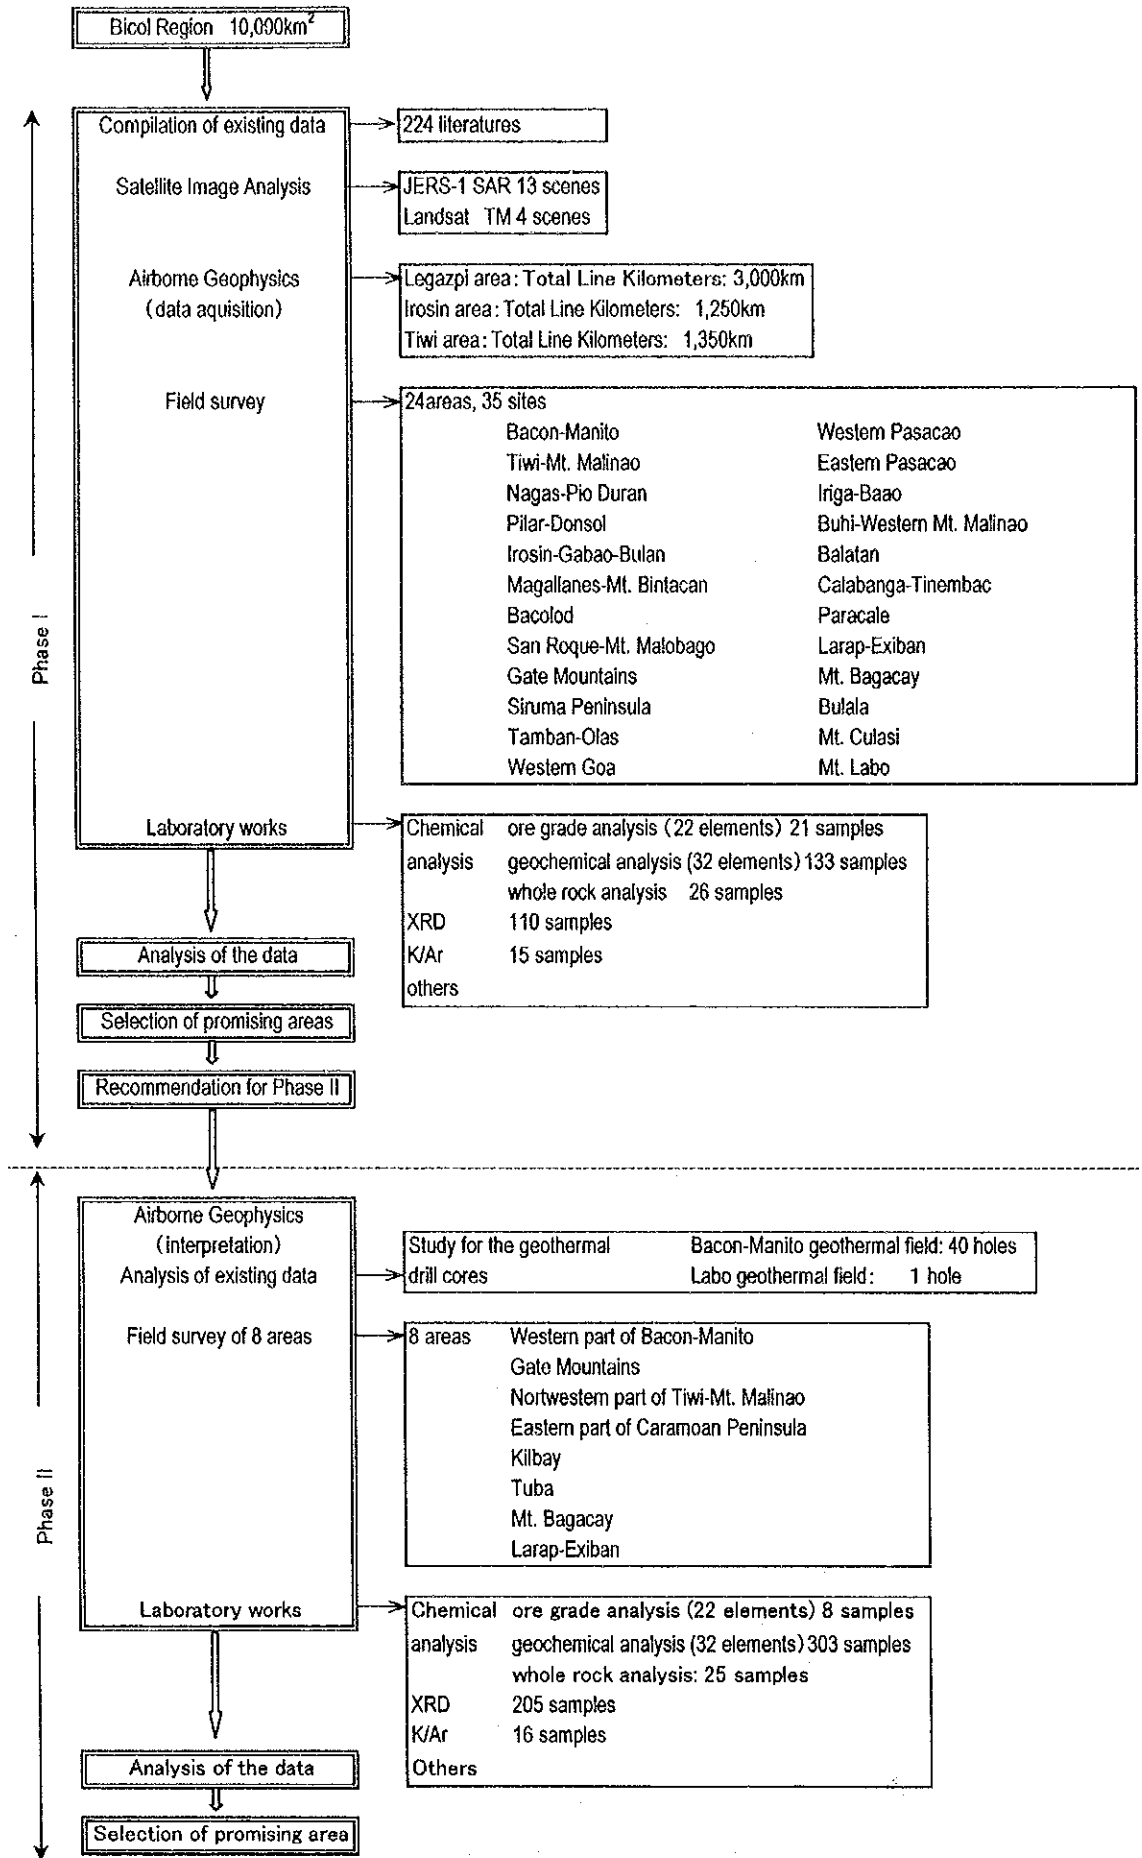 Bicol Region 10,000km²
Compilation of existing data
224 literatures
Satellite Image Analysis
JERS-1 SAR 13 scenes
Landsat TM 4 scenes
Airborne Geophysics
(data aquisition)
Legazpi area: Total Line Kilometers: 3,000km
Irosin area: Total Line Kilometers: 1,250km
Tiwi area: Total Line Kilometers: 1,350km
Field survey
24areas, 35 sites
Bacon-Manito Western Pasacao
Tiwi-Mt. Malinao Eastern Pasacao
Nagas-Pio Duran Iriga-Baao
Pilar-Donsol Buhi-Western Mt. Malinao
Irosin-Gabao-Bulan Balatan
Magallanes-Mt. Bintacan Calabanga-Tinembac
Bacolod Paracale
San Roque-Mt. Malobago Larap-Exiban
Gate Mountains Mt. Bagacay
Siruma Peninsula Bulala
Tamban-Olas Mt. Culasi
Western Goa Mt. Labo
Phase I
Laboratory works
Chemical ore grade analysis (22 elements) 21 samples
analysis geochemical analysis (32 elements) 133 samples
whole rock analysis 26 samples
XRD 110 samples
K/Ar 15 samples
others
Analysis of the data
Selection of promising areas
Recommendation for Phase II
Airborne Geophysics
(interpretation)
Analysis of existing data
Study for the geothermal Bacon-Manito geothermal field: 40 holes
drill cores Labo geothermal field: 1 hole
Field survey of 8 areas
8 areas Western part of Bacon-Manito
Gate Mountains
Nortwestern part of Tiwi-Mt. Malinao
Eastern part of Caramoan Peninsula
Kilbay
Tuba
Mt. Bagacay
Larap-Exiban
Phase II
Laboratory works
Chemical ore grade analysis (22 elements) 8 samples
analysis geochemical analysis (32 elements) 303 samples
whole rock analysis: 25 samples
XRD 205 samples
K/Ar 16 samples
Others
Analysis of the data
Selection of promising area